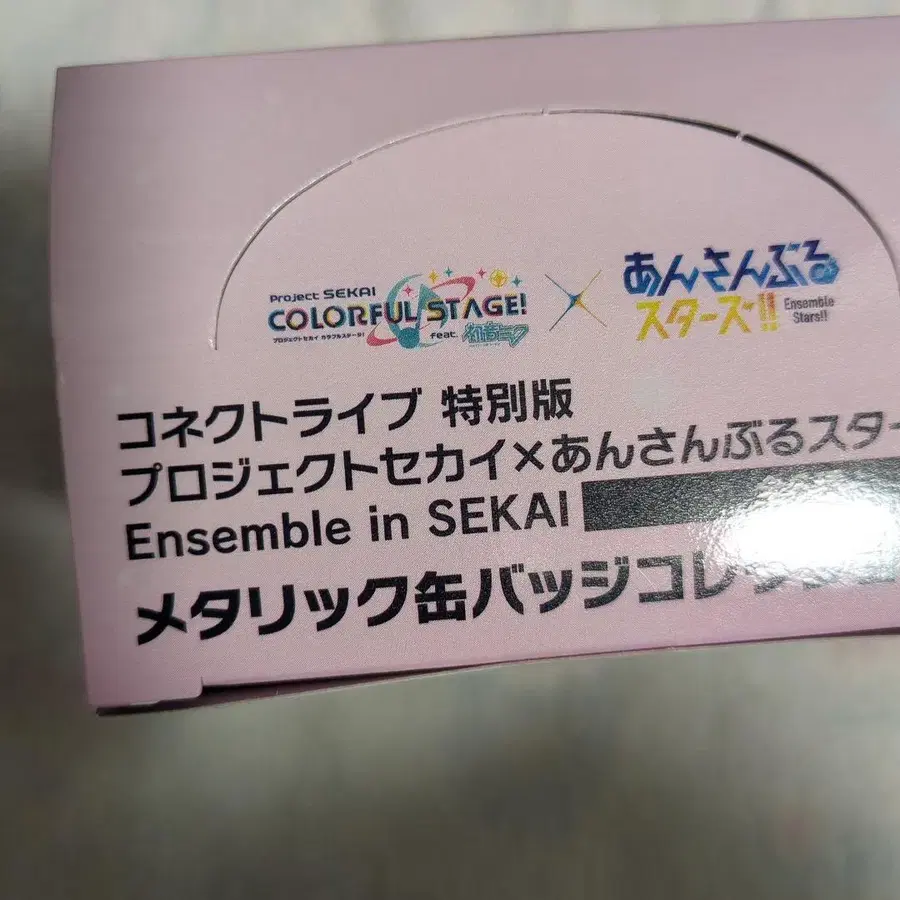 Project SEKAI
COLORFUL STAGE!
プロジェクトセカイ カラフルステージ!
feat. 初音ミク
あんさんぶる
スターズ!!
Ensemble
Stars!!
コネクトライブ 特別版
プロジェクトセカイ×あんさんぶるスター
Ensemble in SEKAI
メタリック缶バッジコレ